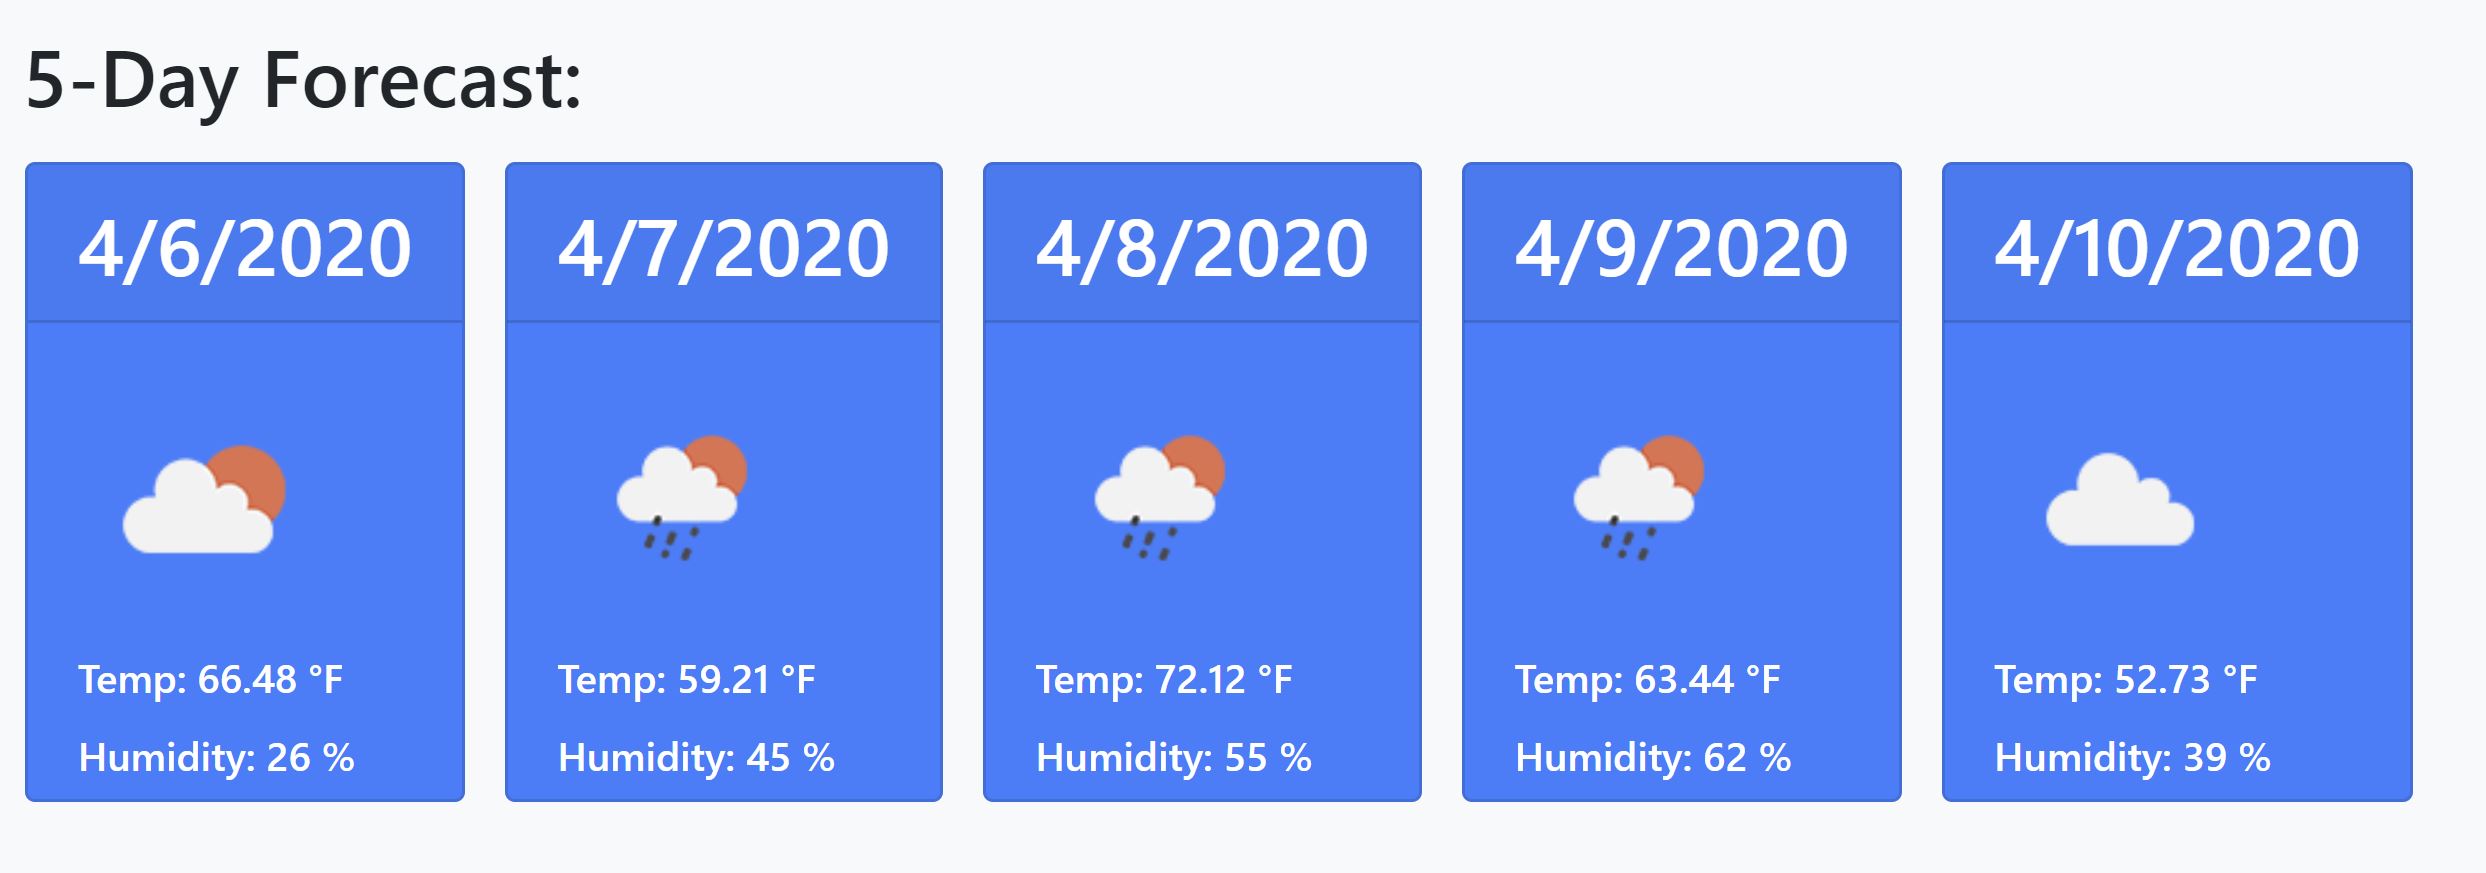 5-Day Forecast:
4/6/2020
Temp: 66.48 °F
Humidity: 26 %
4/7/2020
Temp: 59.21 °F
Humidity: 45 %
4/8/2020
Temp: 72.12 °F
Humidity: 55 %
4/9/2020
Temp: 63.44 °F
Humidity: 62 %
4/10/2020
Temp: 52.73 °F
Humidity: 39 %